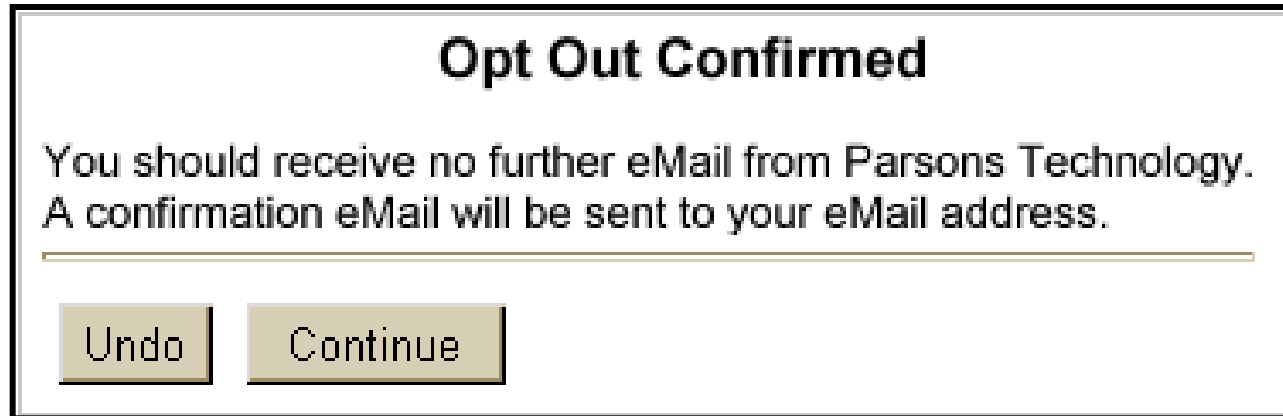 Opt Out Confirmed
You should receive no further eMail from Parsons Technology.
A confirmation eMail will be sent to your eMail address.
Undo Continue